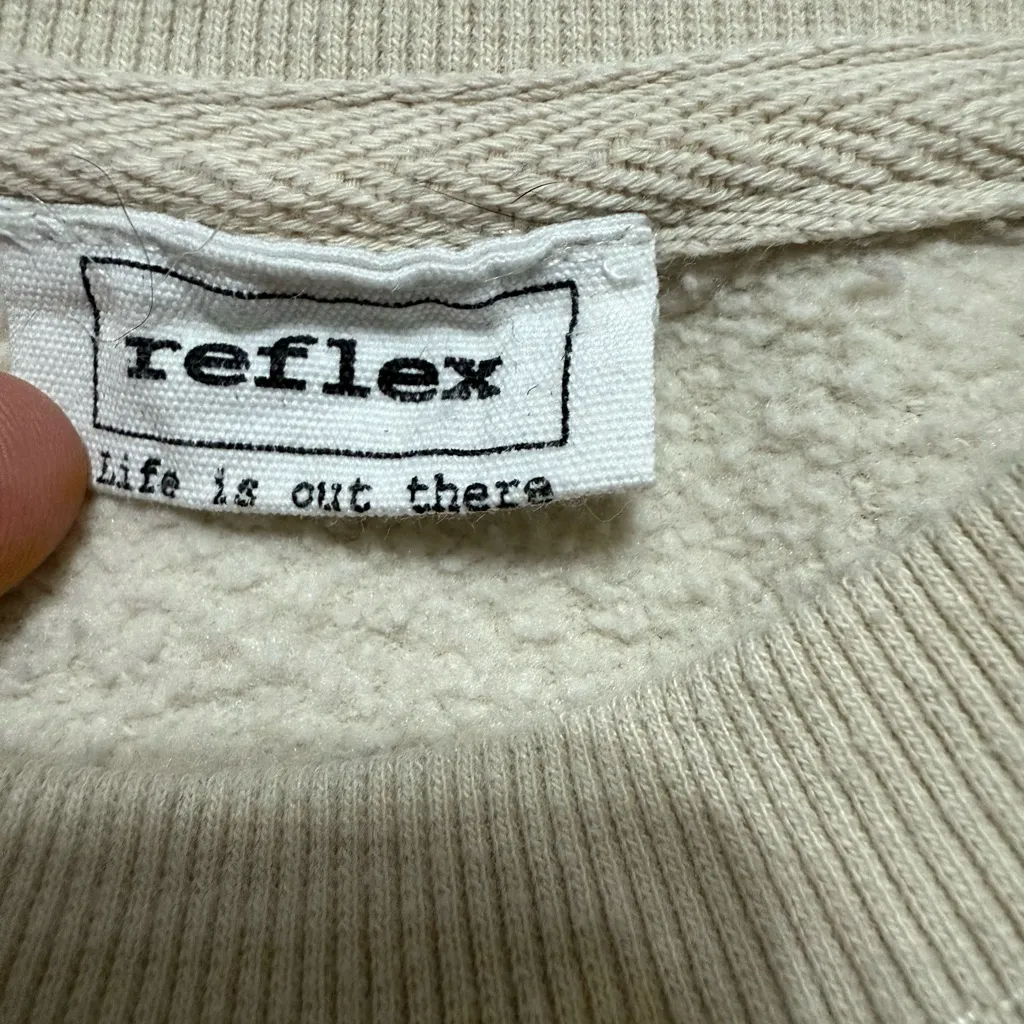 reflex
Life is out there